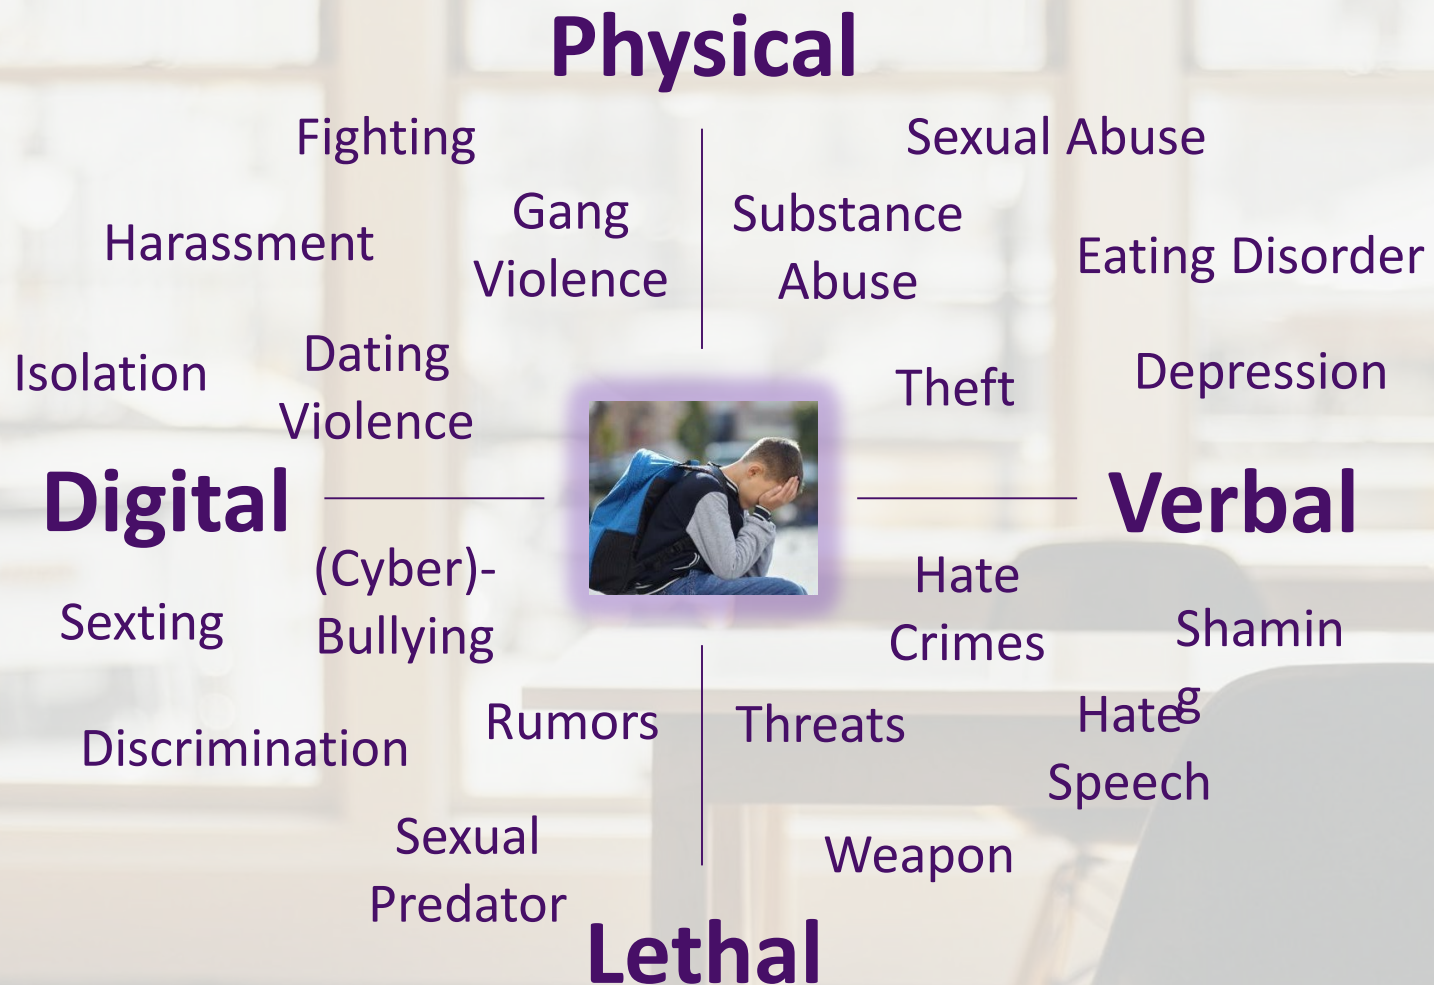 Physical
Fighting
Sexual Abuse
Gang
Violence
Substance
Abuse
Harassment
Eating Disorder
Isolation
Dating
Violence
Theft
Depression
Digital
Verbal
(Cyber)-
Bullying
Hate
Crimes
Sexting
Shamin
g
Rumors
Threats
Hate
Speech
Discrimination
Sexual
Predator
Weapon
Lethal